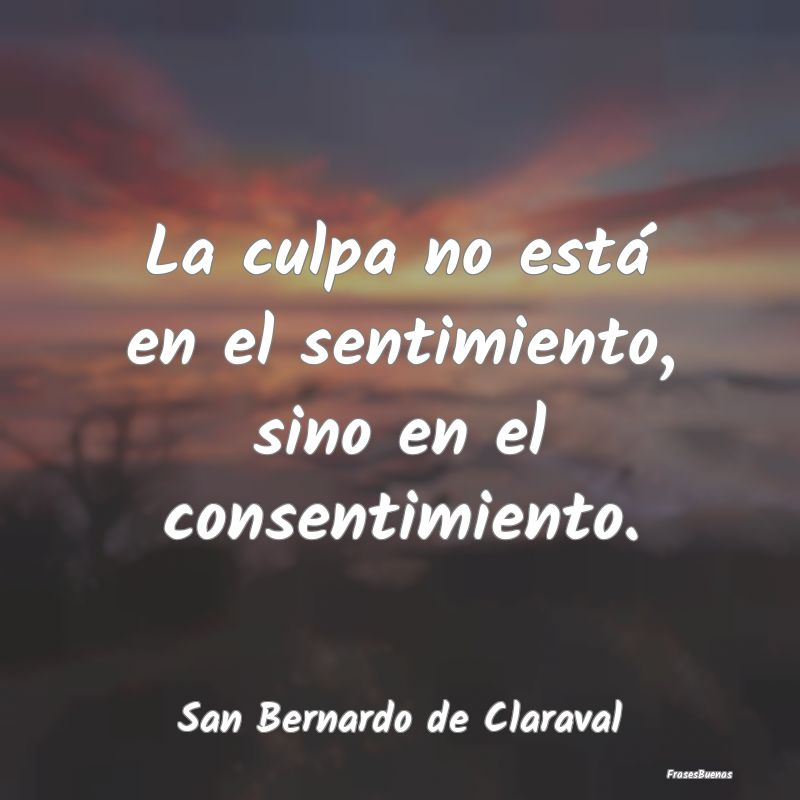 La culpa no está
en el sentimiento,
sino en el
consentimiento.
San Bernardo de Claraval
FrasesBuenas